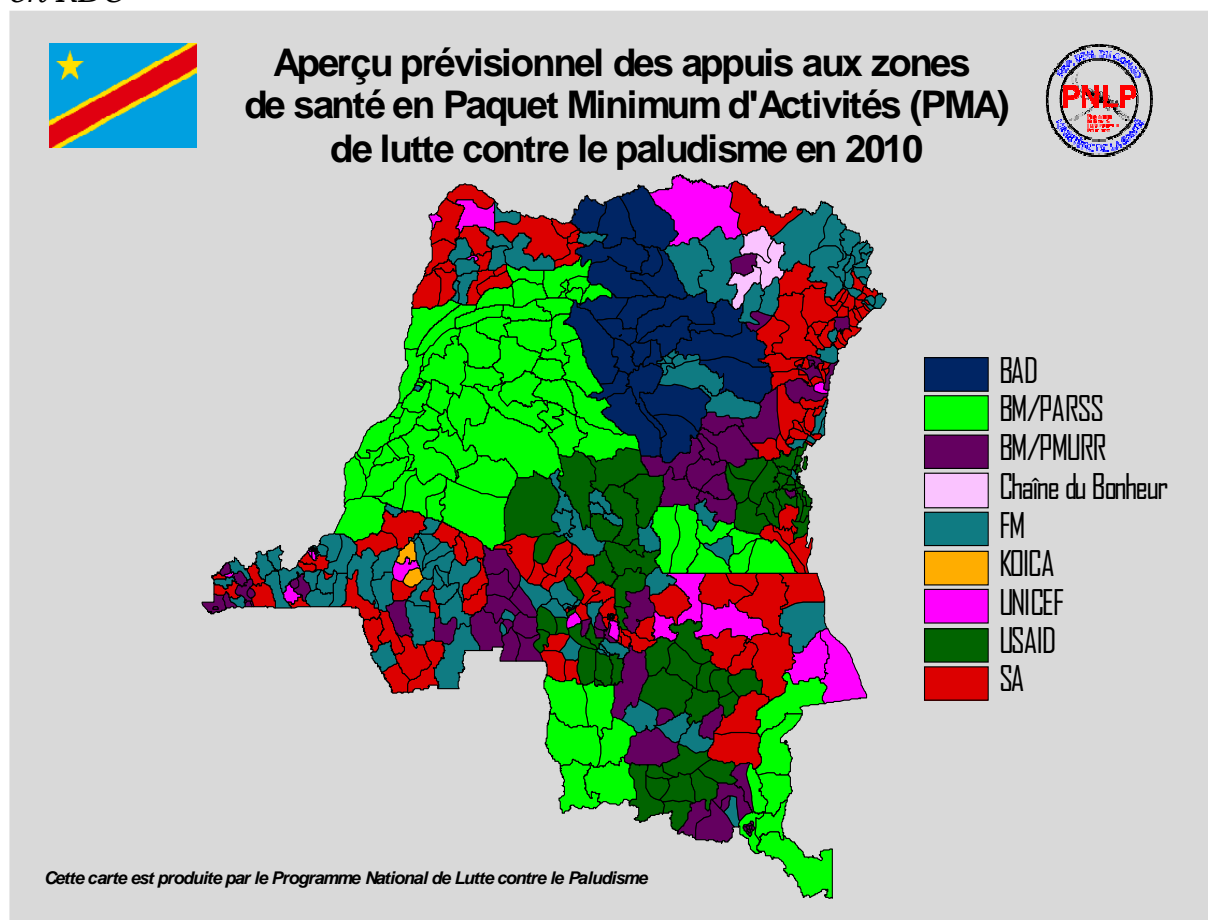 en RDC
Aperçu prévisionnel des appuis aux zones
de santé en Paquet Minimum d'Activités (PMA)
de lutte contre le paludisme en 2010
PNLP
BAD
BM/PARSS
BM/PMURR
Chaîne du Bonheur
FM
KOICA
UNICEF
USAID
SA
Cette carte est produite par le Programme National de Lutte contre le Paludisme